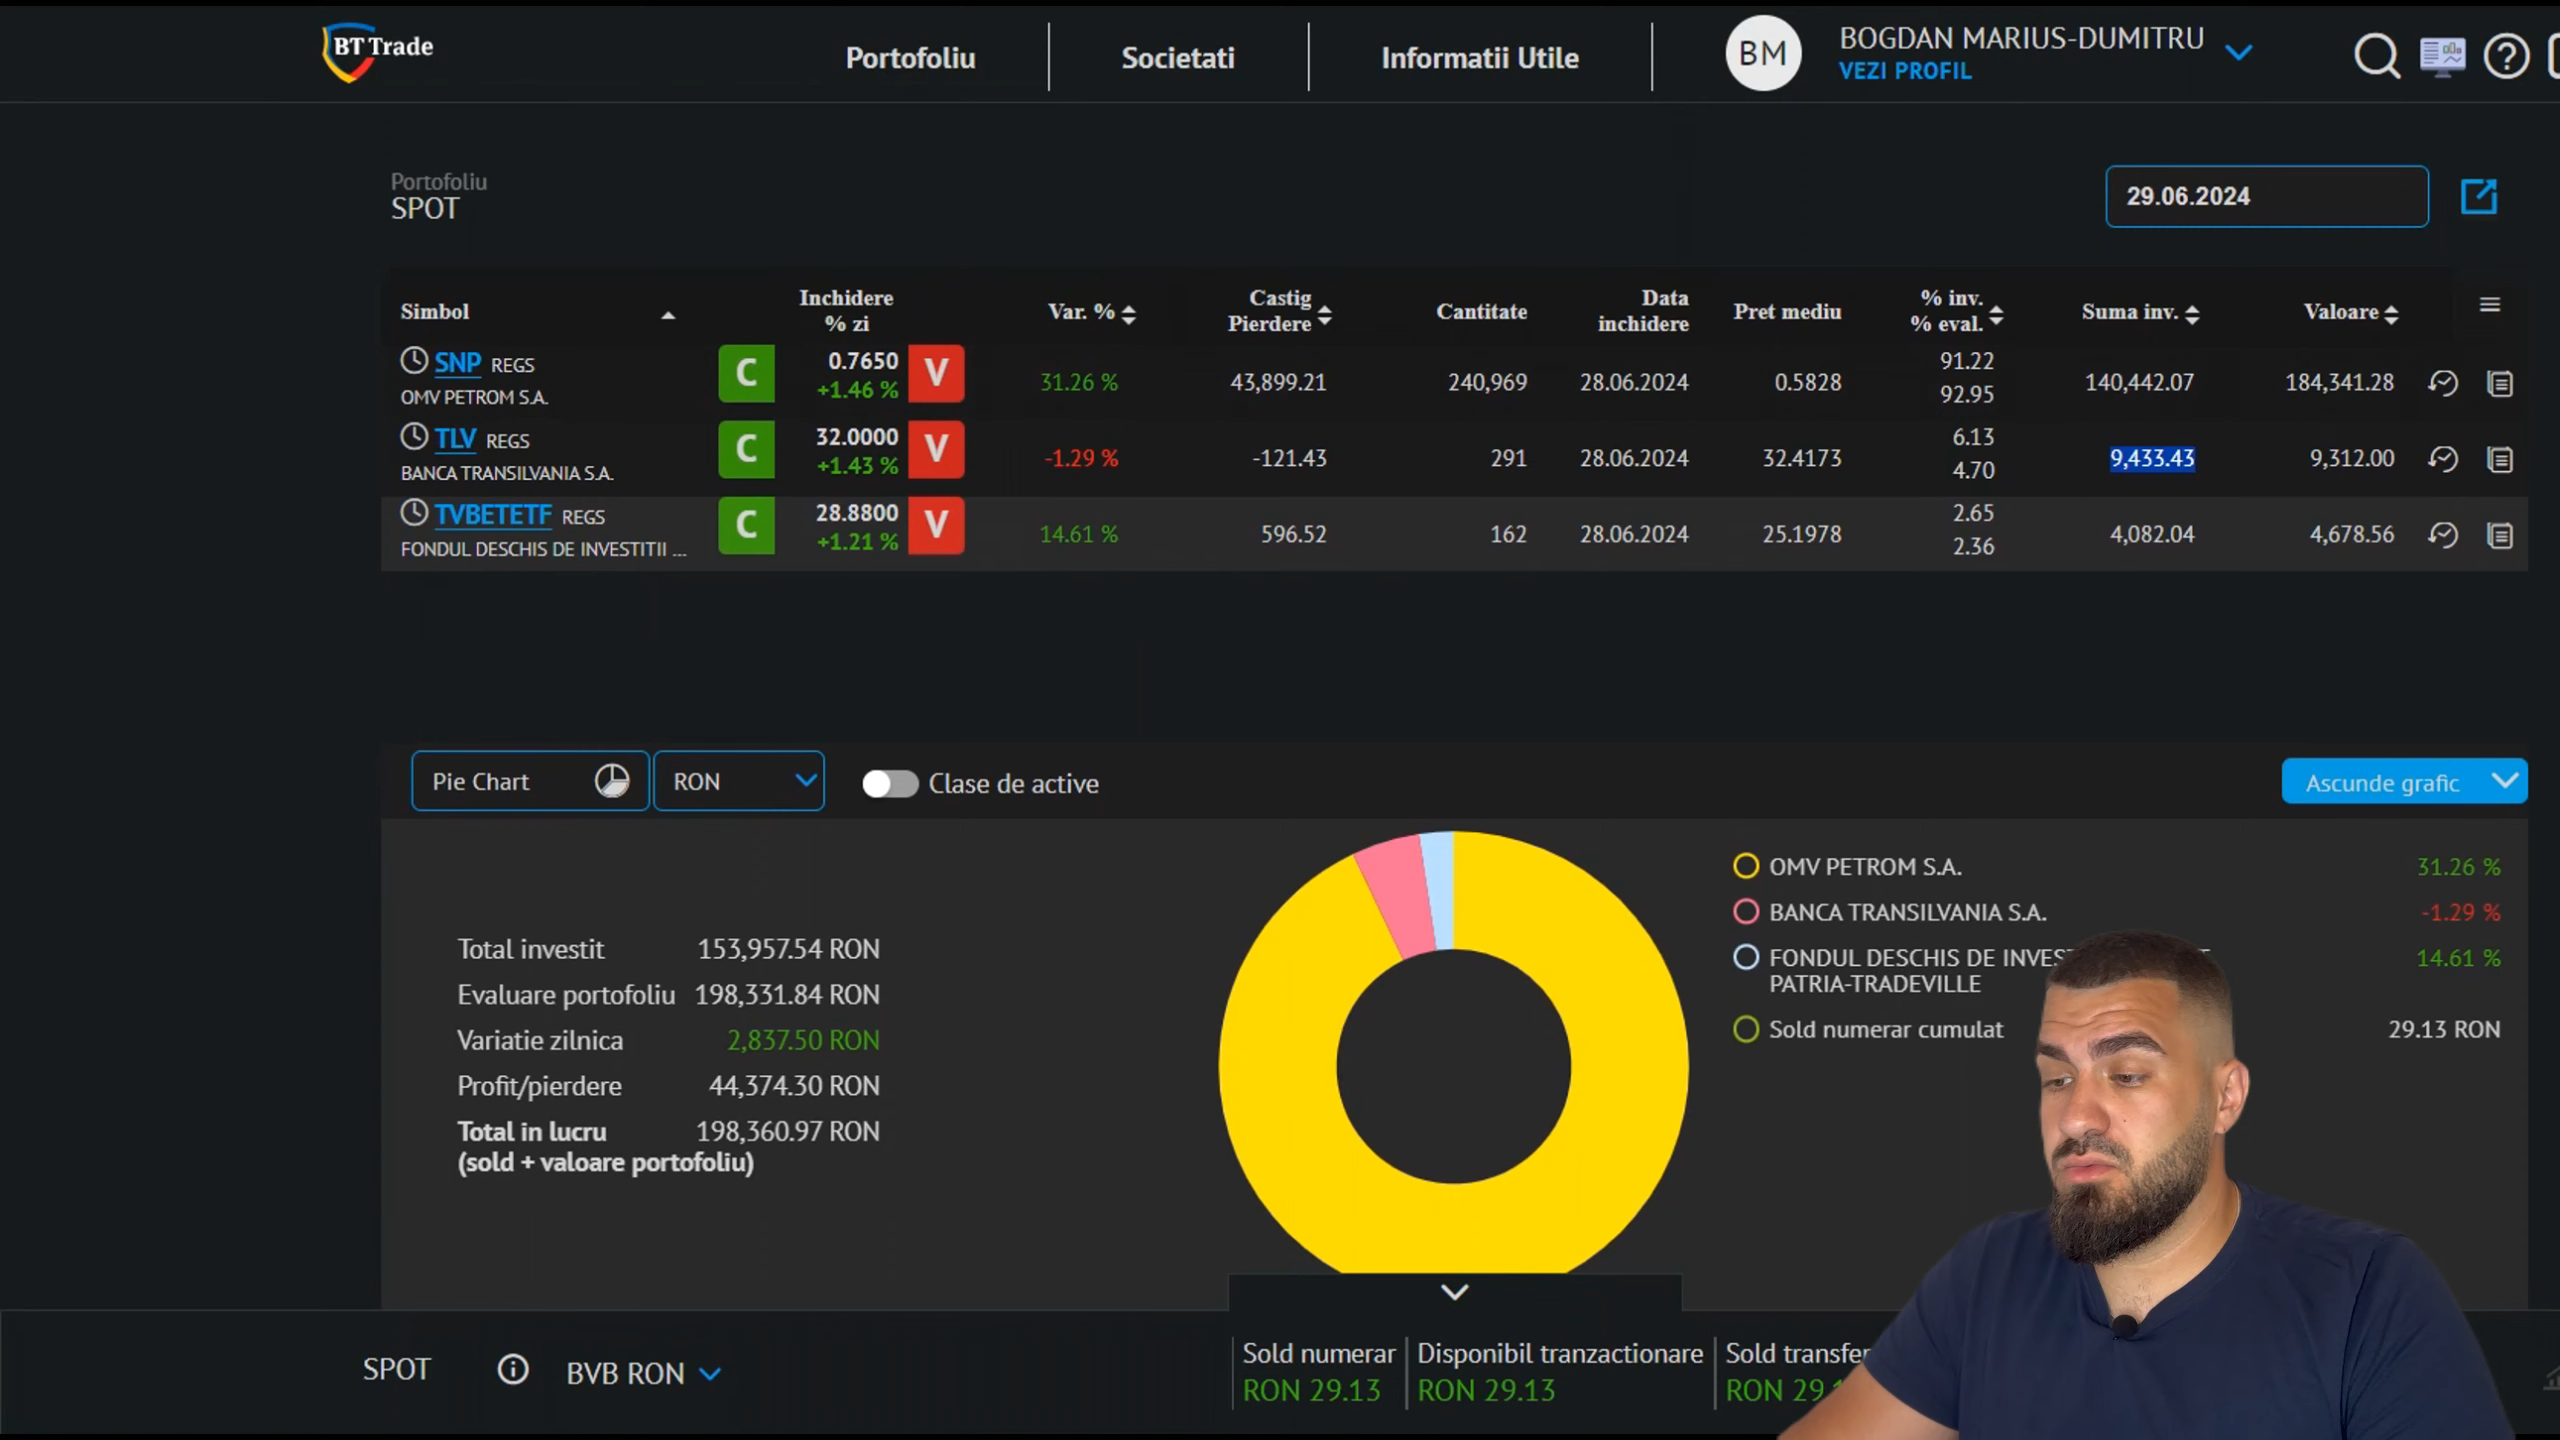 BT Trade
Portofoliu
Societati
Informatii Utile
BM
BOGDAN MARIUS-DUMITRU
VEZI PROFIL
Portofoliu
SPOT
29.06.2024
Simbol
Inchidere
% zi
Var. %
Castig
Pierdere
Cantitate
Data
inchidere
Pret mediu
% inv.
% eval.
Suma inv.
Valoare
SNP REGS
OMV PETROM S.A.
C
0.7650
+1.46 %
V
31.26 %
43,899.21
240,969
28.06.2024
0.5828
91.22
92.95
140,442.07
184,341.28
TLV REGS
BANCA TRANSILVANIA S.A.
C
32.0000
+1.43 %
V
-1.29 %
-121.43
291
28.06.2024
32.4173
6.13
4.70
9,433.43
9,312.00
TVBETETF REGS
FONDUL DESCHIS DE INVESTITII ...
C
28.8800
+1.21 %
V
14.61 %
596.52
162
28.06.2024
25.1978
2.65
2.36
4,082.04
4,678.56
Pie Chart
RON
Clase de active
Ascunde grafic
Total investit 153,957.54 RON
Evaluare portofoliu 198,331.84 RON
Variatie zilnica 2,837.50 RON
Profit/pierdere 44,374.30 RON
Total in lucru 198,360.97 RON
(sold + valoare portofoliu)
OMV PETROM S.A. 31.26 %
BANCA TRANSILVANIA S.A. -1.29 %
FONDUL DESCHIS DE 14.61 %
PATRIA-TRADEVILLE
Sold numerar cumulat 29.13 RON
SPOT
BVB RON
Sold numerar
RON 29.13
Disponibil tranzactionare
RON 29.13
Sold
RON